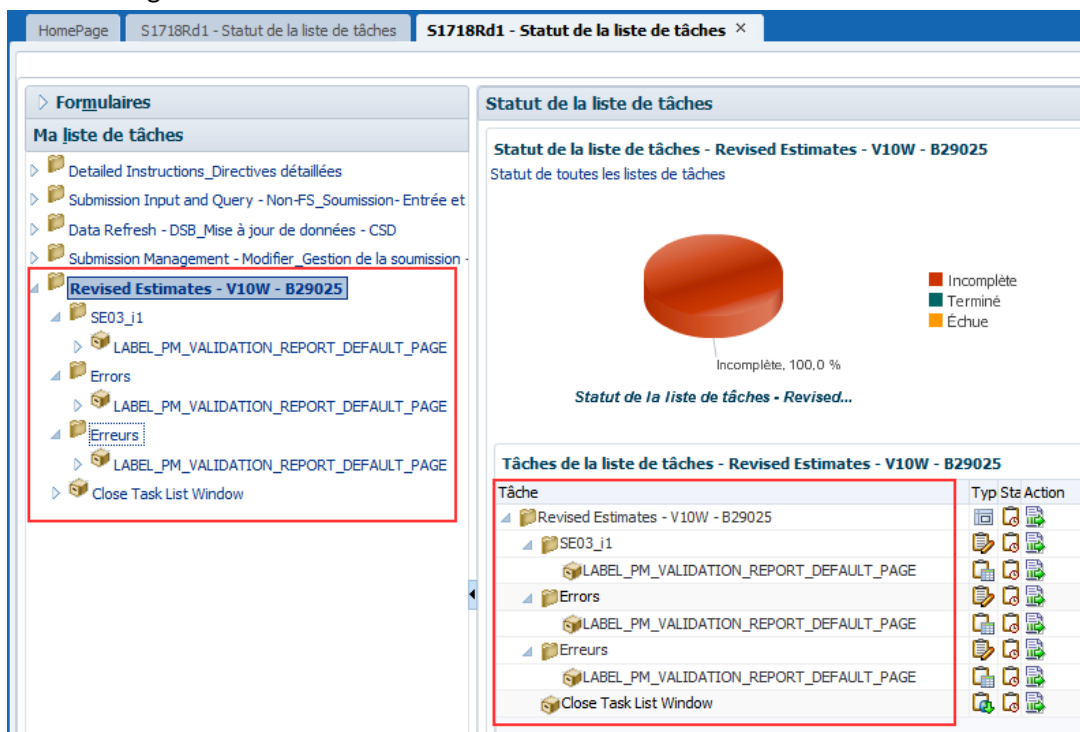 HomePage S1718Rd1 - Statut de la liste de tâches S1718Rd1 - Statut de la liste de tâches ×
Formulaires
Ma liste de tâches
Detailed Instructions_Directives détaillées
Submission Input and Query - Non-FS_Soumission- Entrée et
Data Refresh - DSB_Mise à jour de données - CSD
Submission Management - Modifier_Gestion de la soumission -
Revised Estimates - V10W - B29025
SE03_i1
LABEL_PM_VALIDATION_REPORT_DEFAULT_PAGE
Errors
LABEL_PM_VALIDATION_REPORT_DEFAULT_PAGE
Erreurs
LABEL_PM_VALIDATION_REPORT_DEFAULT_PAGE
Close Task List Window
Statut de la liste de tâches
Statut de la liste de tâches - Revised Estimates - V10W - B29025
Statut de toutes les listes de tâches
Incomplète
Terminé
Échue
Incomplète, 100,0 %
Statut de la liste de tâches - Revised...
Tâches de la liste de tâches - Revised Estimates - V10W - B29025
Tâche Typ Sta Action
Revised Estimates - V10W - B29025
SE03_i1
LABEL_PM_VALIDATION_REPORT_DEFAULT_PAGE
Errors
LABEL_PM_VALIDATION_REPORT_DEFAULT_PAGE
Erreurs
LABEL_PM_VALIDATION_REPORT_DEFAULT_PAGE
Close Task List Window